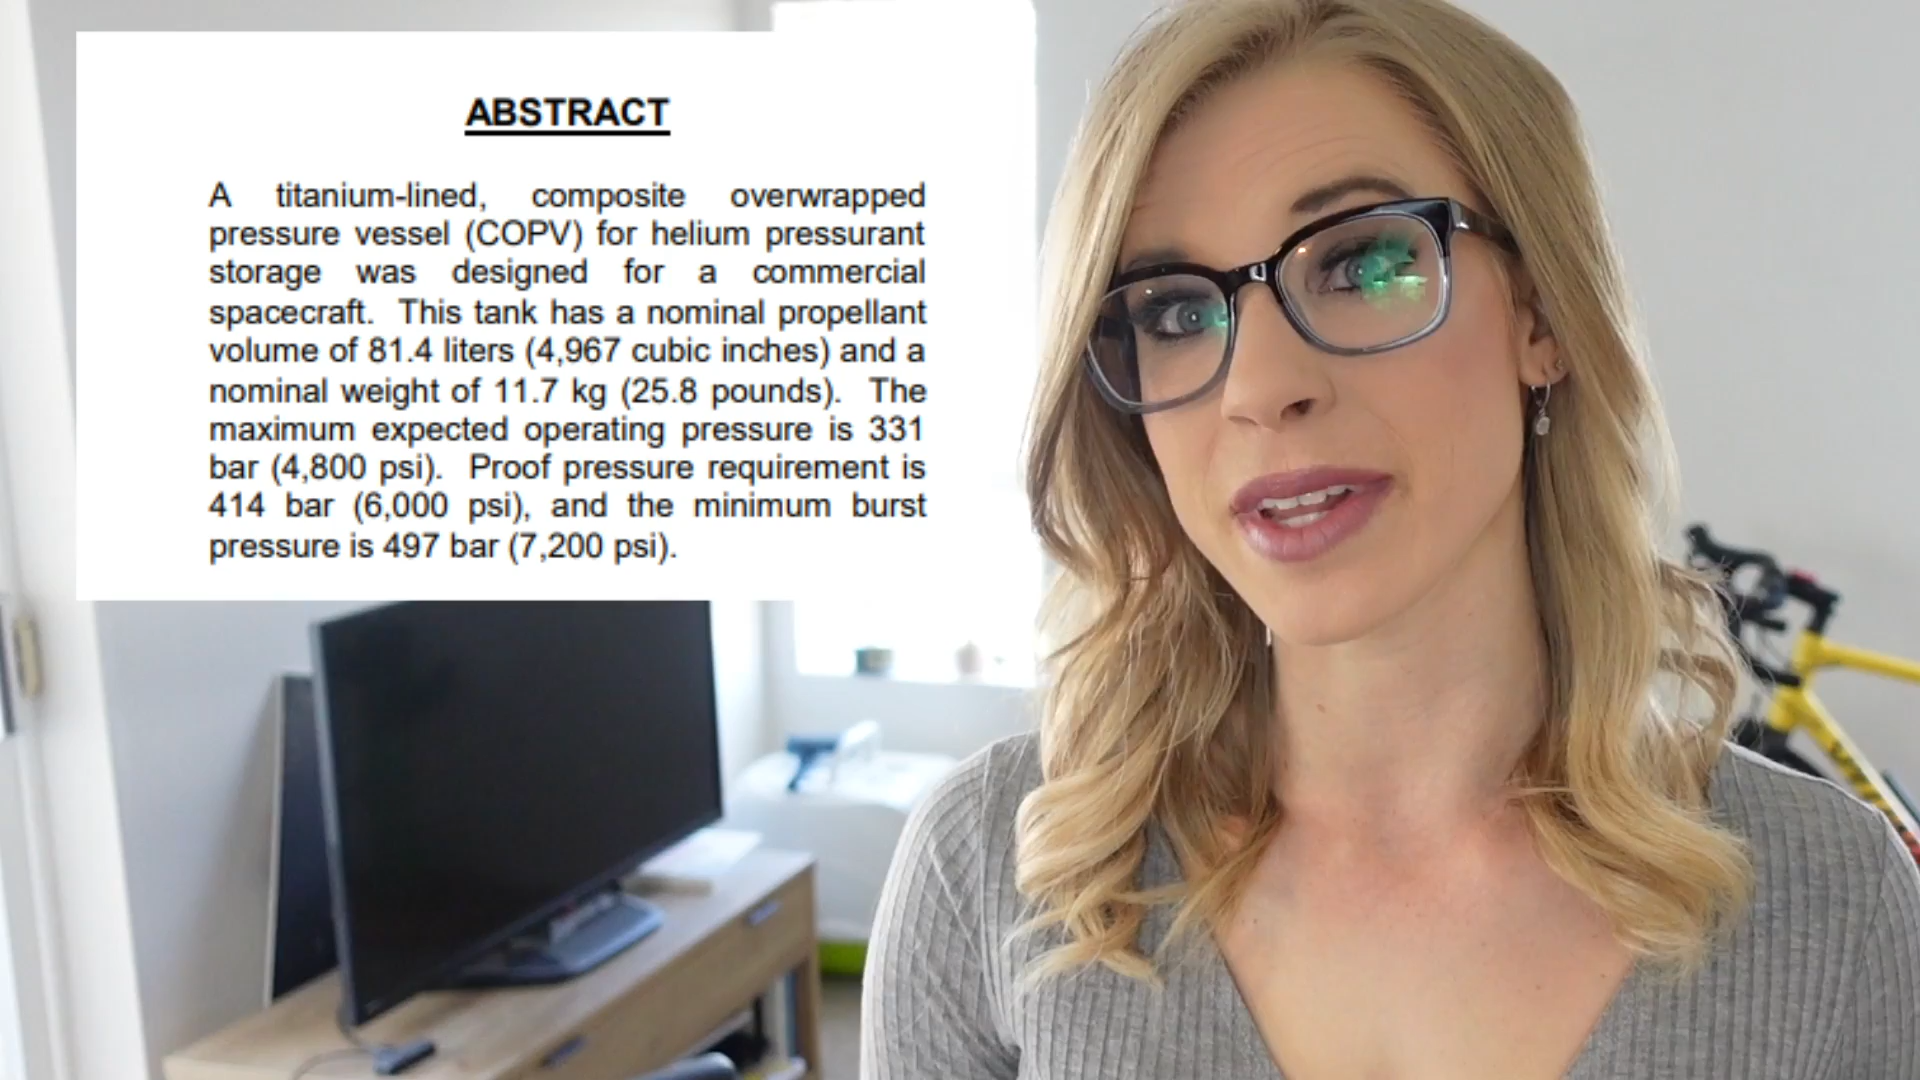 ABSTRACT
A titanium-lined, composite overwrapped
pressure vessel (COPV) for helium pressurant
storage was designed for a commercial
spacecraft. This tank has a nominal propellant
volume of 81.4 liters (4,967 cubic inches) and a
nominal weight of 11.7 kg (25.8 pounds). The
maximum expected operating pressure is 331
bar (4,800 psi). Proof pressure requirement is
414 bar (6,000 psi), and the minimum burst
pressure is 497 bar (7,200 psi).